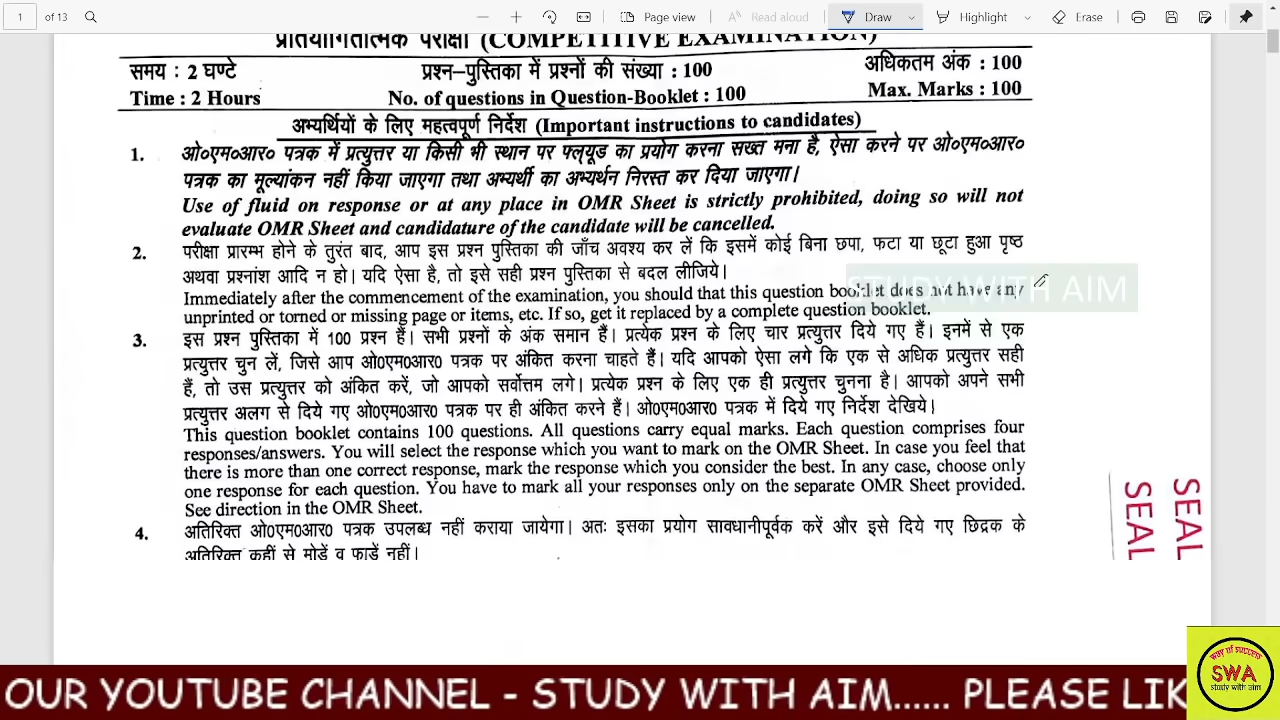 1 of 13 Page view Read aloud Draw Highlight Erase
प्रतियोगितात्मक परीक्षा (COMPETITIVE EXAMINATION)
समय : 2 घण्टे प्रश्न–पुस्तिका में प्रश्नों की संख्या : 100 अधिकतम अंक : 100
Time : 2 Hours No. of questions in Question-Booklet : 100 Max. Marks : 100
अभ्यर्थियों के लिए महत्वपूर्ण निर्देश (Important instructions to candidates)
1. ओ०एम०आर० पत्रक में प्रत्युत्तर या किसी भी स्थान पर फ्लूयूड का प्रयोग करना सख्त मना है, ऐसा करने पर ओ०एम०आर०
पत्रक का मूल्यांकन नहीं किया जाएगा तथा अभ्यर्थी का अभ्यर्थन निरस्त कर दिया जाएगा।
Use of fluid on response or at any place in OMR Sheet is strictly prohibited, doing so will not
evaluate OMR Sheet and candidature of the candidate will be cancelled.
2. परीक्षा प्रारम्भ होने के तुरंत बाद, आप इस प्रश्न पुस्तिका की जाँच अवश्य कर लें कि इसमें कोई बिना छपा, फटा या छूटा हुआ पृष्ठ
अथवा प्रश्नांश आदि न हो। यदि ऐसा है, तो इसे सही प्रश्न पुस्तिका से बदल लीजिये।
STUDY WITH AIM
Immediately after the commencement of the examination, you should that this question booklet does not have any
unprinted or torned or missing page or items, etc. If so, get it replaced by a complete question booklet.
3. इस प्रश्न पुस्तिका में 100 प्रश्न हैं। सभी प्रश्नों के अंक समान हैं। प्रत्येक प्रश्न के लिए चार प्रत्युत्तर दिये गए हैं। इनमें से एक
प्रत्युत्तर चुन लें, जिसे आप ओ0एम0आर0 पत्रक पर अंकित करना चाहते हैं। यदि आपको ऐसा लगे कि एक से अधिक प्रत्युत्तर सही
हैं, तो उस प्रत्युत्तर को अंकित करें, जो आपको सर्वोत्तम लगे। प्रत्येक प्रश्न के लिए एक ही प्रत्युत्तर चुनना है। आपको अपने सभी
प्रत्युत्तर अलग से दिये गए ओ0एम0आर0 पत्रक पर ही अंकित करने हैं। ओ0एम0आर0 पत्रक में दिये गए निर्देश देखिये।
This question booklet contains 100 questions. All questions carry equal marks. Each question comprises four
responses/answers. You will select the response which you want to mark on the OMR Sheet. In case you feel that
there is more than one correct response, mark the response which you consider the best. In any case, choose only
one response for each question. You have to mark all your responses only on the separate OMR Sheet provided.
See direction in the OMR Sheet.
4. अतिरिक्त ओ0एम0आर0 पत्रक उपलब्ध नहीं कराया जायेगा। अतः इसका प्रयोग सावधानीपूर्वक करें और इसे दिये गए छिद्रक के
अतिरिक्त कहीं से मोड़ें व फाड़ें नहीं।
SEAL
SEAL
OUR YOUTUBE CHANNEL - STUDY WITH AIM...... PLEASE LIK
way of success
SWA
study with aim